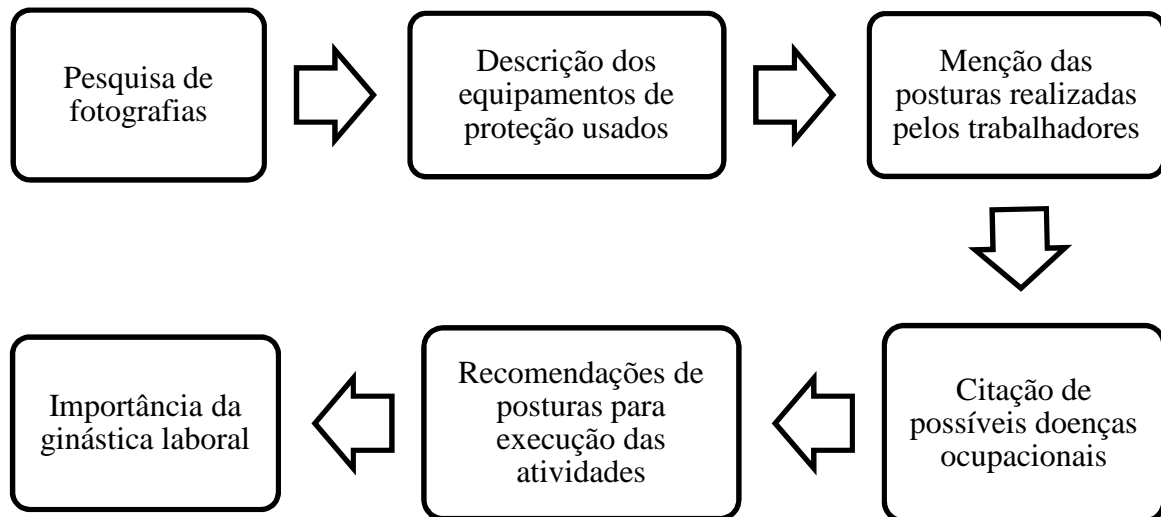 Pesquisa de
fotografias
Descrição dos
equipamentos de
proteção usados
Menção das
posturas realizadas
pelos trabalhadores
Citação de
possíveis doenças
ocupacionais
Recomendações de
posturas para
execução das
atividades
Importância da
ginástica laboral